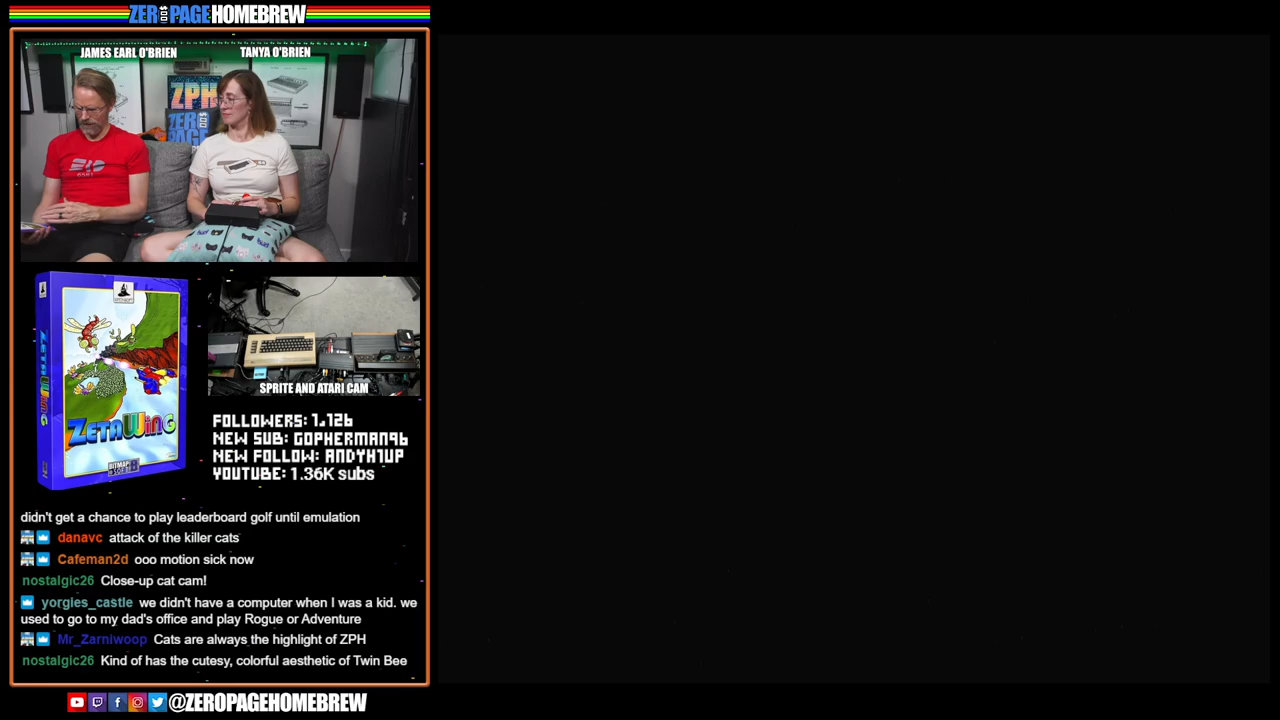 ZEROPAGE HOMEBREW
JAMES EARL O'BRIEN
TANYA O'BRIEN
ZPH
ZERO
PAGE
ZETAWING
SPRITE AND ATARI CAM
FOLLOWERS: 1,126
NEW SUB: GOPHERMAN96
NEW FOLLOW: ANDYH1UP
YOUTUBE: 1.36K subs
didn't get a chance to play leaderboard golf until emulation
danavc attack of the killer cats
Cafeman2d ooo motion sick now
nostalgic26 Close-up cat cam!
yorgies_castle we didn't have a computer when I was a kid. we
used to go to my dad's office and play Rogue or Adventure
Mr_Zarniwoop Cats are always the highlight of ZPH
nostalgic26 Kind of has the cutesy, colorful aesthetic of Twin Bee
@ZEROPAGEHOMEBREW